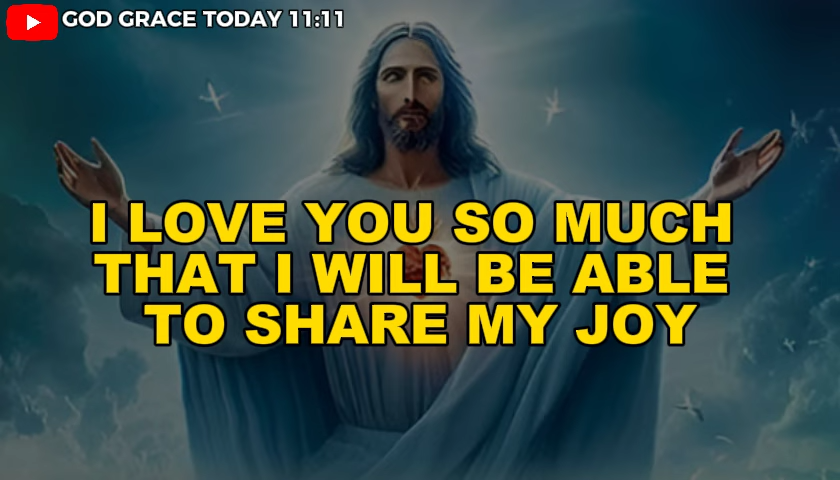 GOD GRACE TODAY 11:11
I LOVE YOU SO MUCH
THAT I WILL BE ABLE
TO SHARE MY JOY